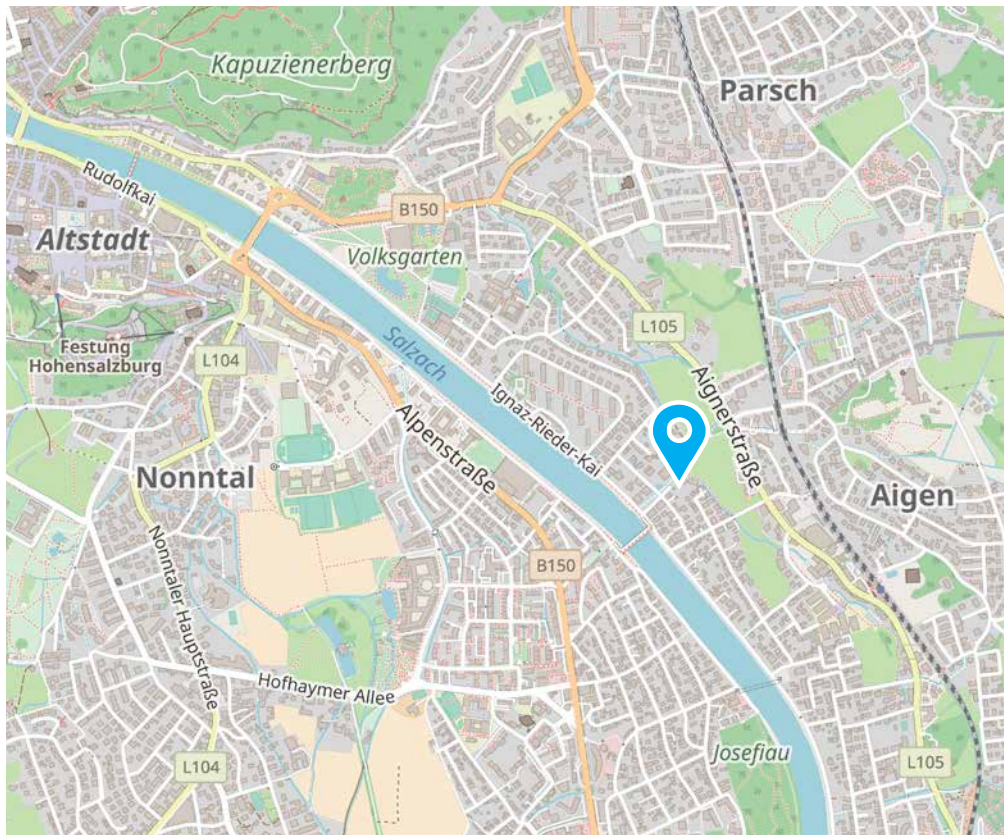 Kapuzienerberg
Parsch
Rudolfkai
B150
Altstadt
Volksgarten
L105
Festung
Hohensalzburg
L104
Salzach
Ignaz-Rieder-Kai
Aignerstraße
Alpenstraße
Nonntal
Aigen
B150
Nonntaler Hauptstraße
Hofhaymer Allee
Josefiau
L104
L105